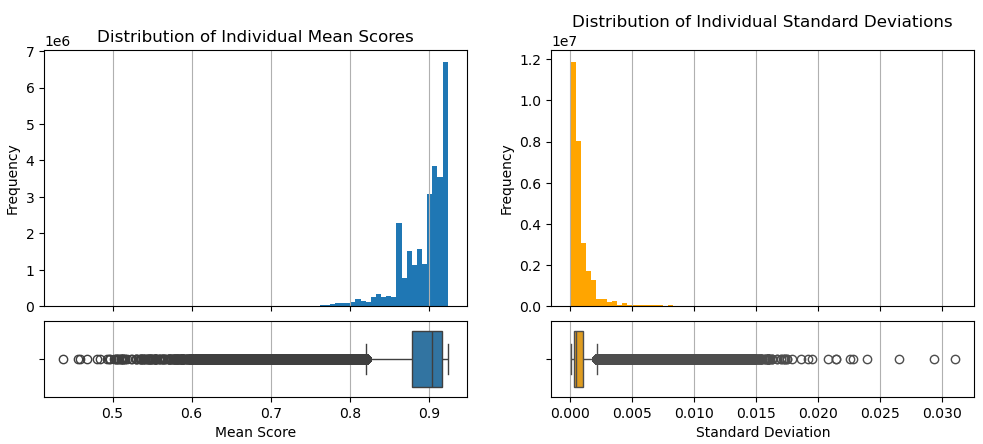 Distribution of Individual Mean Scores
1e6
7
6
5
4
3
2
1
0
Frequency
0.5 0.6 0.7 0.8 0.9
Mean Score
Distribution of Individual Standard Deviations
1e7
1.2
1.0
0.8
0.6
0.4
0.2
0.0
Frequency
0.000 0.005 0.010 0.015 0.020 0.025 0.030
Standard Deviation